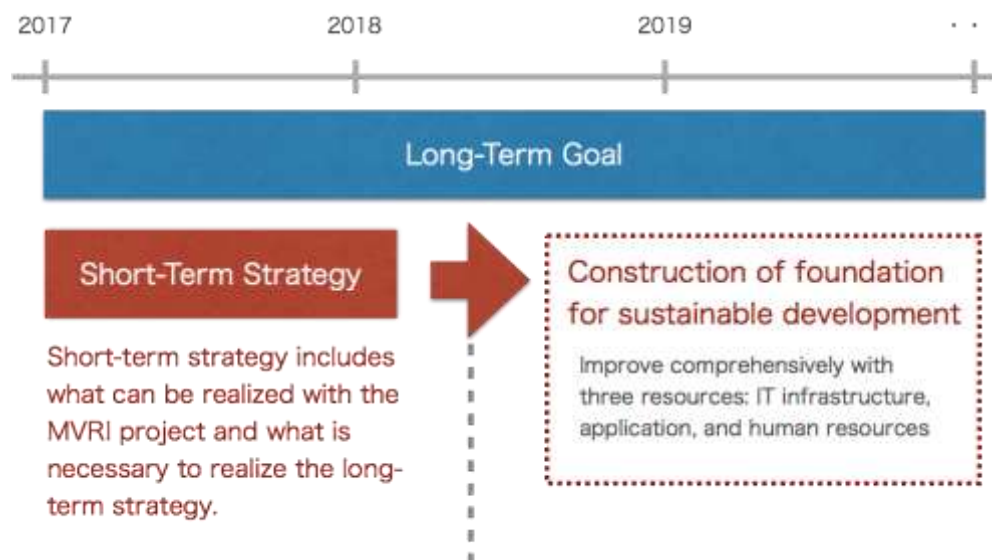 2017 2018 2019 ・・
Long-Term Goal
Short-Term Strategy
Short-term strategy includes
what can be realized with the
MVRI project and what is
necessary to realize the long-
term strategy.
Construction of foundation
for sustainable development
Improve comprehensively with
three resources: IT infrastructure,
application, and human resources